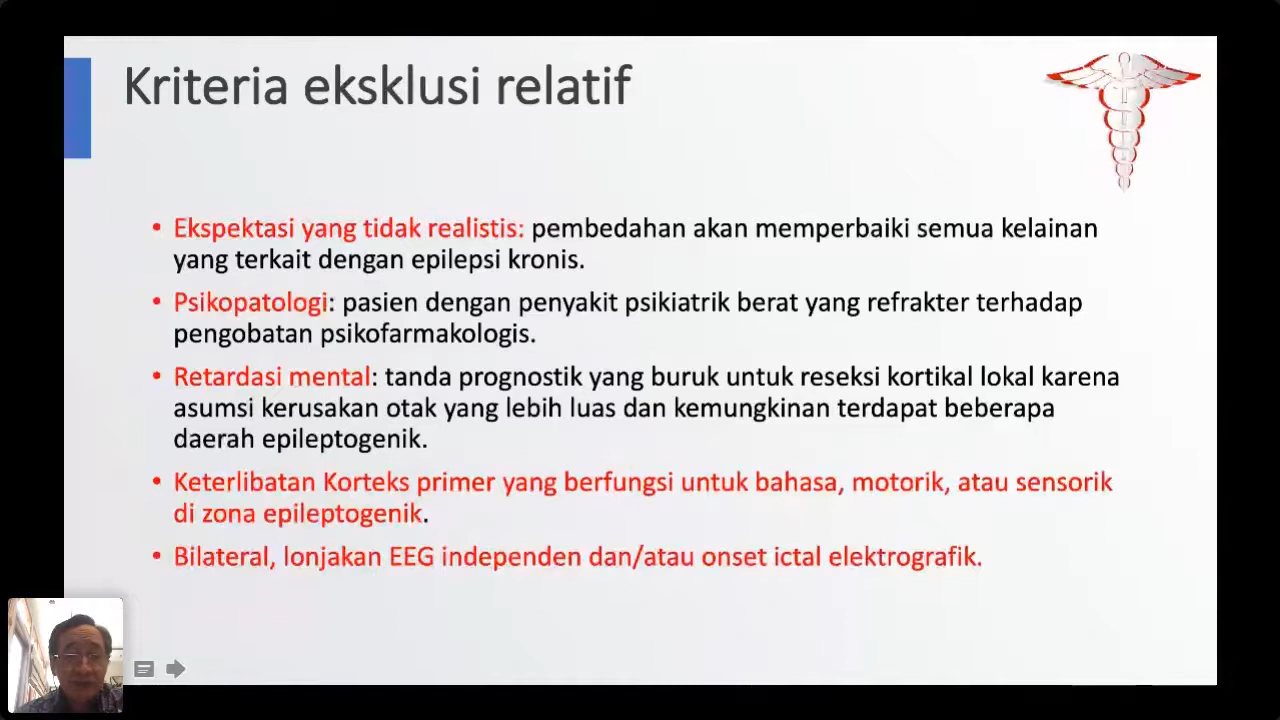 Kriteria eksklusi relatif
• Ekspektasi yang tidak realistis: pembedahan akan memperbaiki semua kelainan
yang terkait dengan epilepsi kronis.
• Psikopatologi: pasien dengan penyakit psikiatrik berat yang refrakter terhadap
pengobatan psikofarmakologis.
• Retardasi mental: tanda prognostik yang buruk untuk reseksi kortikal lokal karena
asumsi kerusakan otak yang lebih luas dan kemungkinan terdapat beberapa
daerah epileptogenik.
• Keterlibatan Korteks primer yang berfungsi untuk bahasa, motorik, atau sensorik
di zona epileptogenik.
• Bilateral, lonjakan EEG independen dan/atau onset ictal elektrografik.